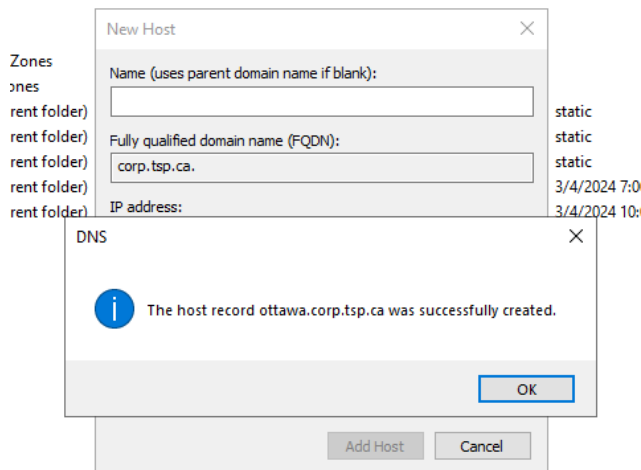 New Host
Zones
ones
Name (uses parent domain name if blank):
rent folder) static
rent folder) Fully qualified domain name (FQDN): static
rent folder) corp.tsp.ca. static
rent folder) 3/4/2024 7:0
rent folder) IP address: 3/4/2024 10:
DNS
The host record ottawa.corp.tsp.ca was successfully created.
OK
Add Host Cancel